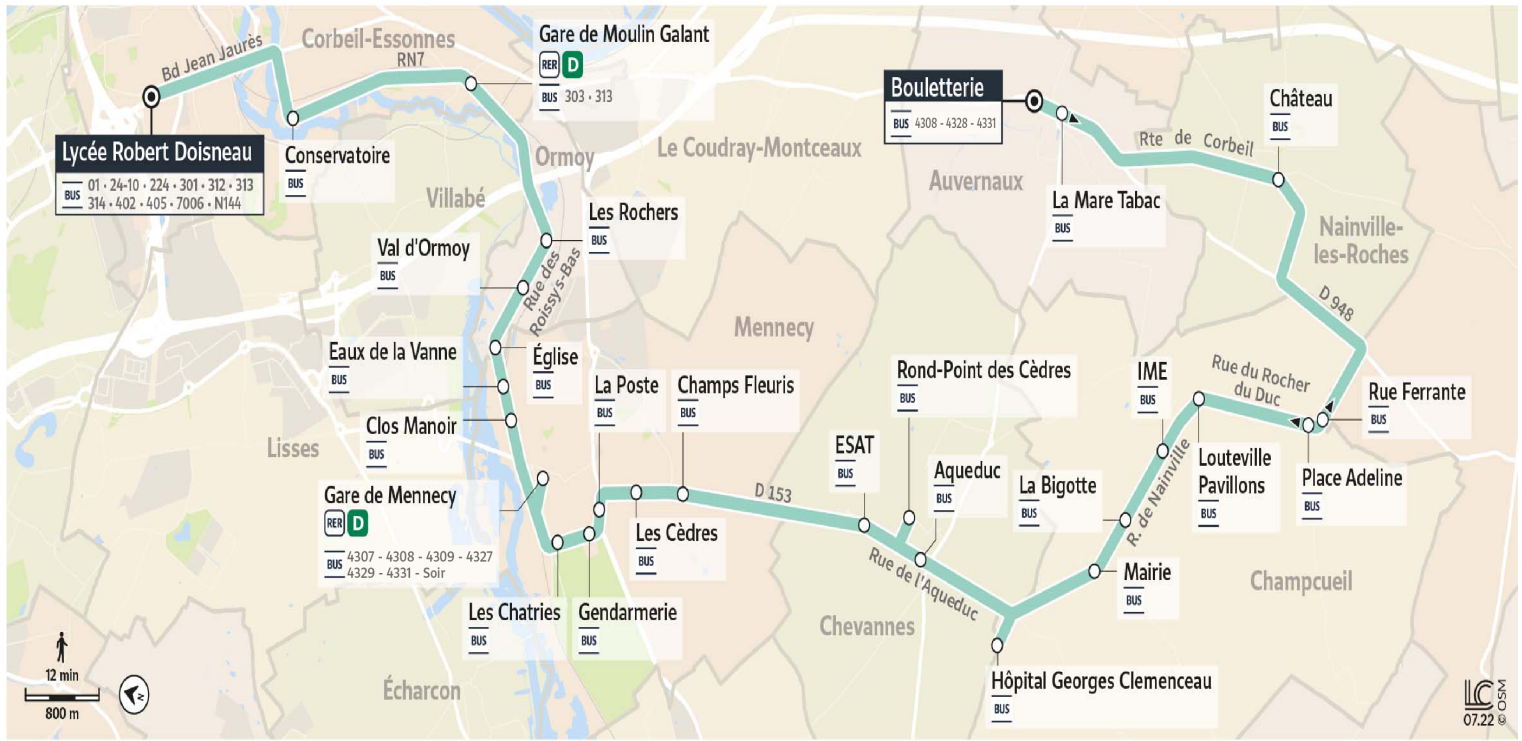 Bd Jean Jaurès
Corbeil-Essonnes
RN7
Gare de Moulin Galant
RER D
BUS 303 • 313
Lycée Robert Doisneau
BUS 01 • 24-10 • 224 • 301 • 312 • 313
314 • 402 • 405 • 7006 • N144
Conservatoire
BUS
Ormoy
Villabé
Le Coudray-Montceaux
Bouletterie
BUS 4308 - 4328 - 4331
Auvernaux
La Mare Tabac
BUS
Rte de Corbeil
Château
BUS
Nainville-
les-Roches
D 948
Les Rochers
BUS
Val d'Ormoy
BUS
Rue des
Roissys-Bas
Mennecy
Eaux de la Vanne
BUS
Église
BUS
Clos Manoir
BUS
Lisses
La Poste
BUS
Champs Fleuris
BUS
Rond-Point des Cèdres
BUS
IME
BUS
Rue du Rocher
du Duc
Rue Ferrante
BUS
Gare de Mennecy
RER D
BUS 4307 - 4308 - 4309 - 4327
4329 - 4331 - Soir
D 153
ESAT
BUS
Aqueduc
BUS
La Bigotte
BUS
R. de Nainville
Louteville
Pavillons
BUS
Place Adeline
BUS
Les Cèdres
BUS
Rue de l'Aqueduc
Mairie
BUS
Champcueil
Les Chatries
BUS
Gendarmerie
BUS
Chevannes
Écharcon
Hôpital Georges Clemenceau
BUS
12 min
800 m
N
LC
07.22 © OSM